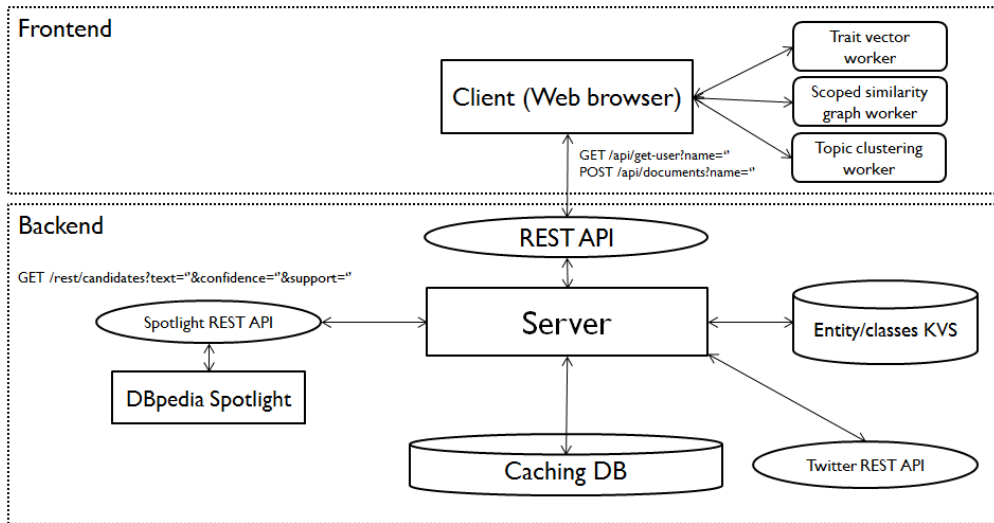 Frontend
Trait vector
worker
Client (Web browser)
Scoped similarity
graph worker
Topic clustering
worker
GET /api/get-user?name=‘’
POST /api/documents?name=‘’
Backend
REST API
GET /rest/candidates?text=‘’&confidence=‘’&support=‘’
Spotlight REST API
Server
Entity/classes KVS
DBpedia Spotlight
Caching DB
Twitter REST API